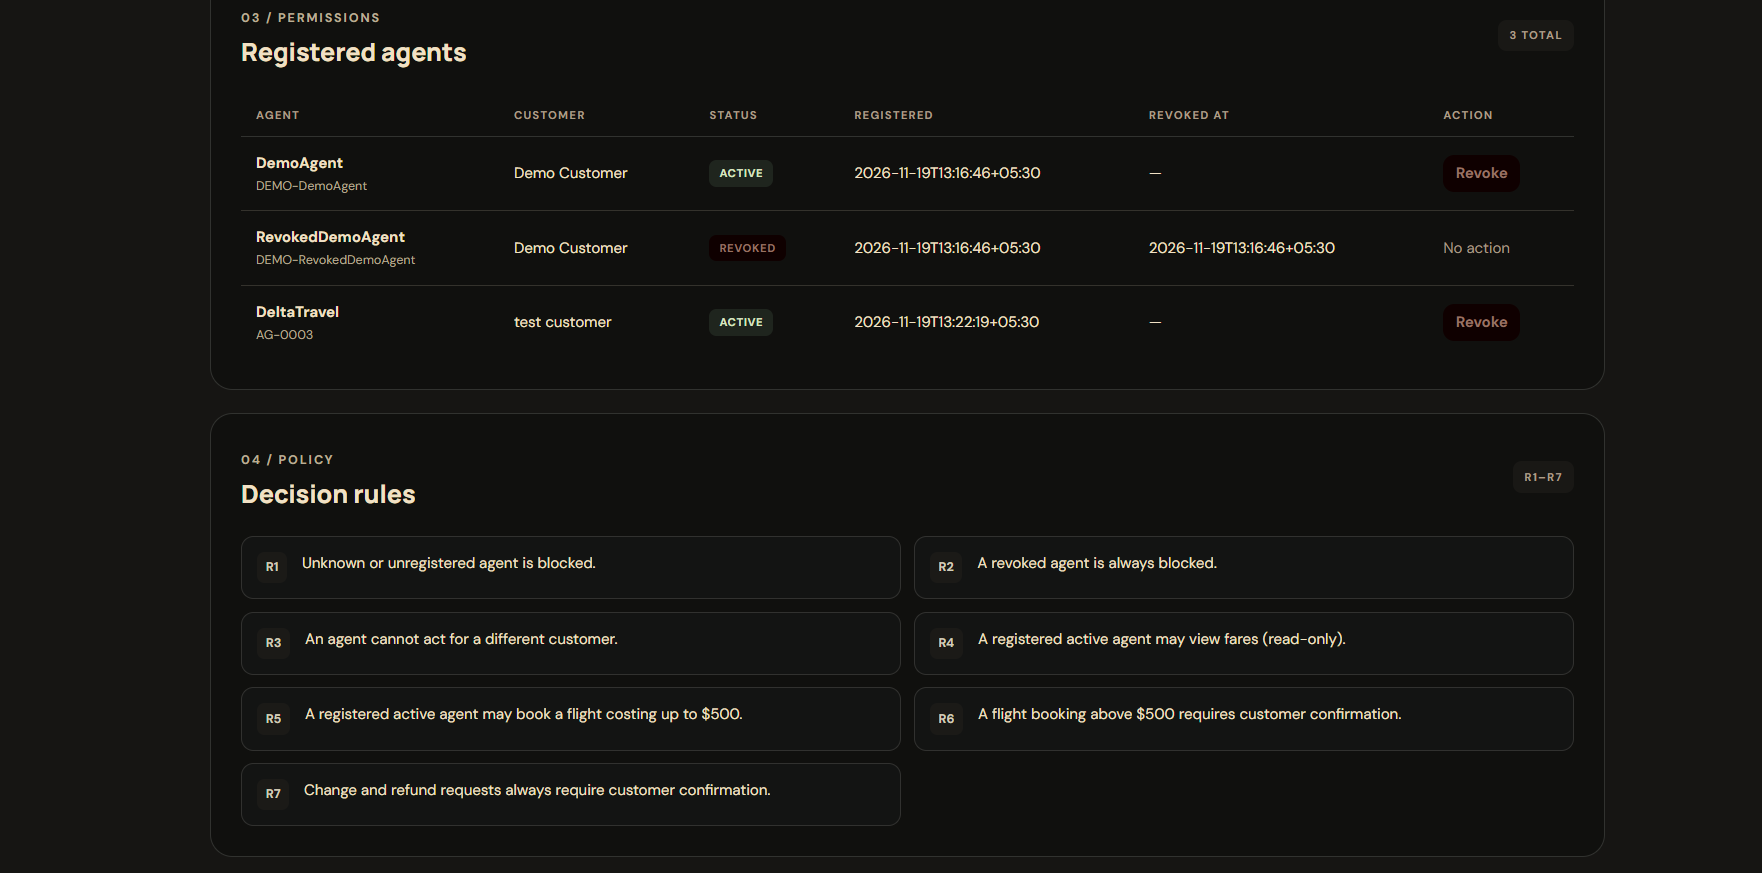 03 / PERMISSIONS
Registered agents
3 TOTAL
AGENT CUSTOMER STATUS REGISTERED REVOKED AT ACTION
DemoAgent
DEMO-DemoAgent
Demo Customer ACTIVE 2026-11-19T13:16:46+05:30 — Revoke
RevokedDemoAgent
DEMO-RevokedDemoAgent
Demo Customer REVOKED 2026-11-19T13:16:46+05:30 2026-11-19T13:16:46+05:30 No action
DeltaTravel
AG-0003
test customer ACTIVE 2026-11-19T13:22:19+05:30 — Revoke
04 / POLICY
Decision rules
R1–R7
R1 Unknown or unregistered agent is blocked.
R2 A revoked agent is always blocked.
R3 An agent cannot act for a different customer.
R4 A registered active agent may view fares (read-only).
R5 A registered active agent may book a flight costing up to $500.
R6 A flight booking above $500 requires customer confirmation.
R7 Change and refund requests always require customer confirmation.